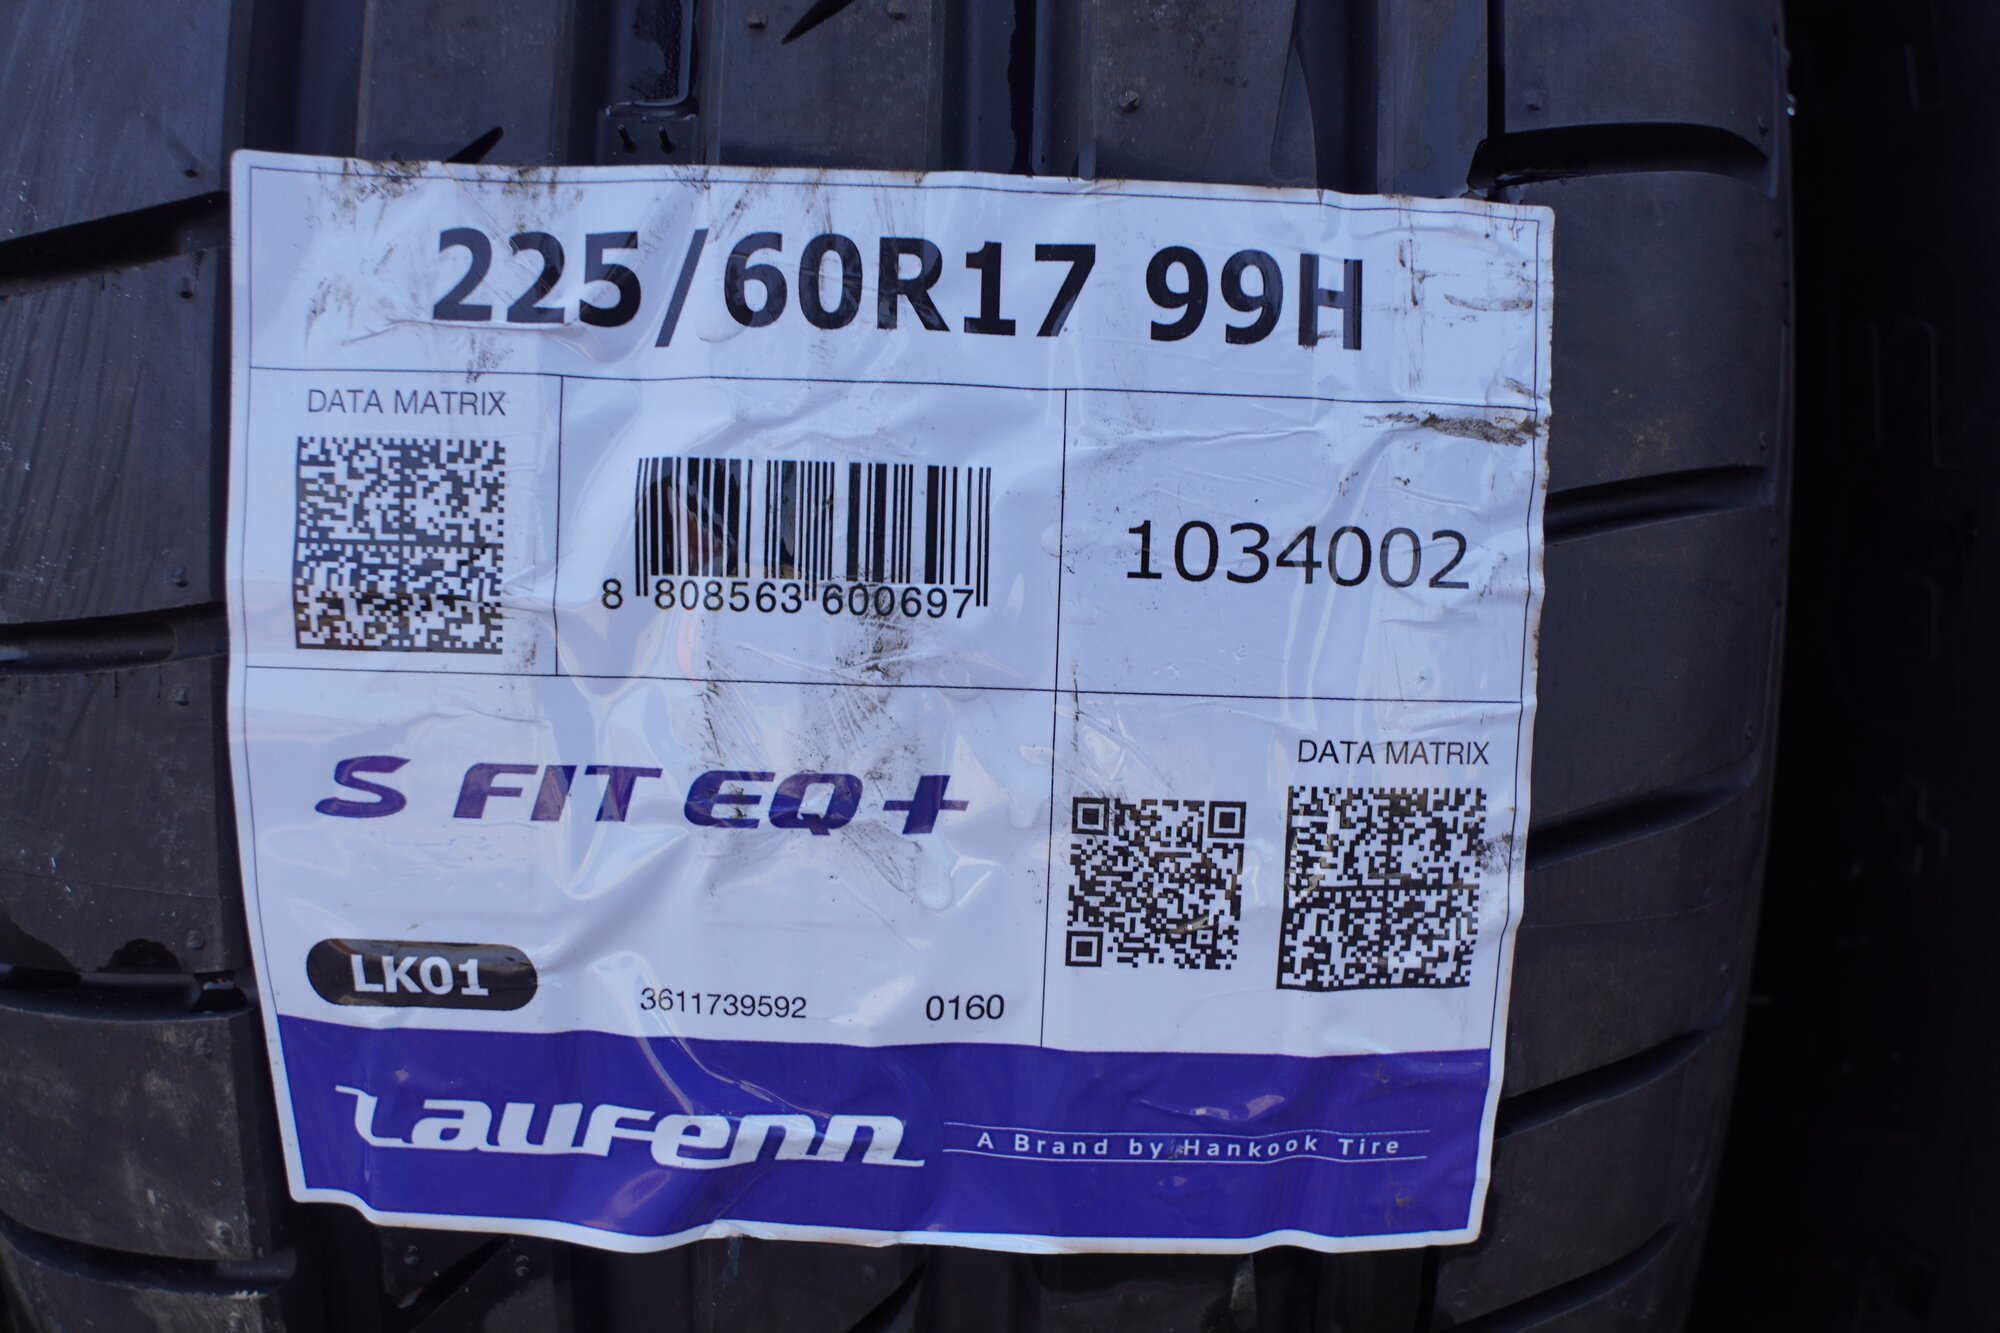 225/60R17 99H
DATA MATRIX
8 808563 600697
1034002
S FIT EQ+
DATA MATRIX
LK01
3611739592
0160
Laufenn
A Brand by Hankook Tire